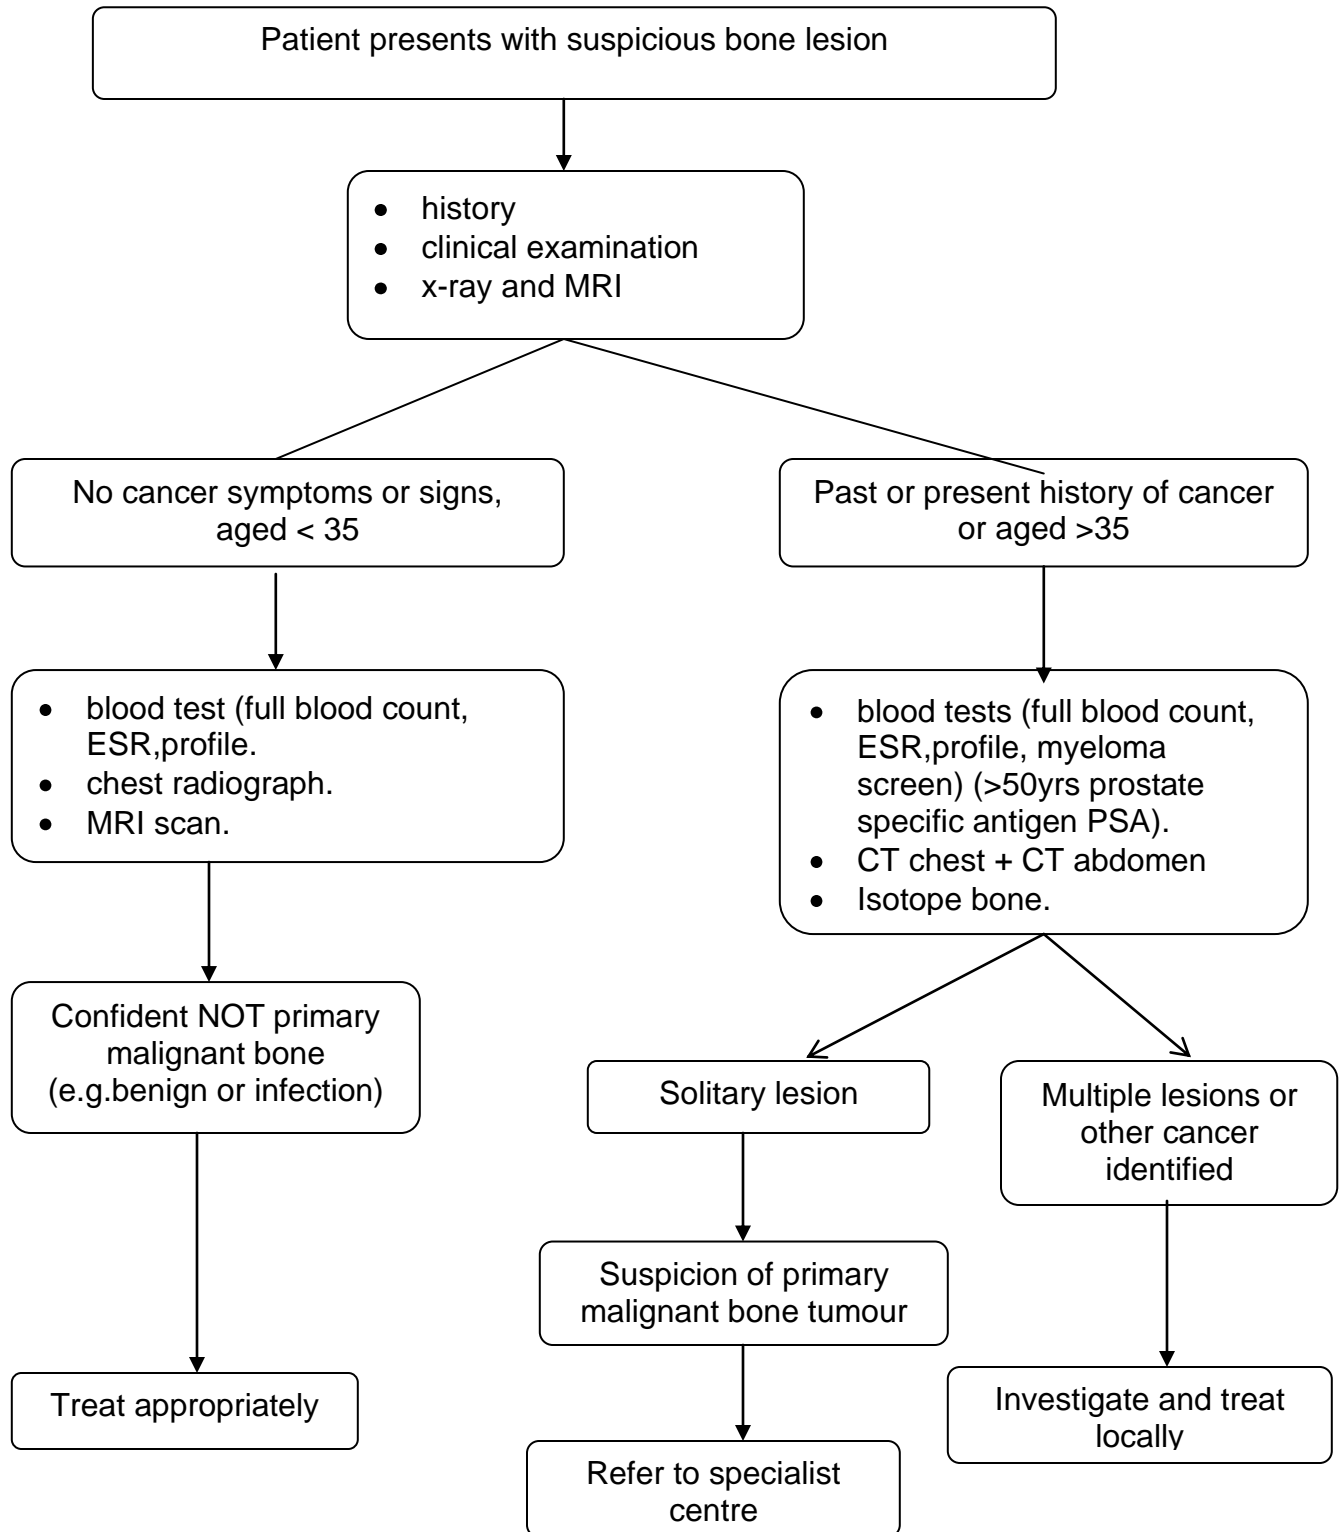 Patient presents with suspicious bone lesion
• history
• clinical examination
• x-ray and MRI
No cancer symptoms or signs,
aged < 35
Past or present history of cancer
or aged >35
• blood test (full blood count,
ESR,profile.
• chest radiograph.
• MRI scan.
• blood tests (full blood count,
ESR,profile, myeloma
screen) (>50yrs prostate
specific antigen PSA).
• CT chest + CT abdomen
• Isotope bone.
Confident NOT primary
malignant bone
(e.g.benign or infection)
Solitary lesion
Multiple lesions or
other cancer
identified
Suspicion of primary
malignant bone tumour
Treat appropriately
Investigate and treat
locally
Refer to specialist
centre